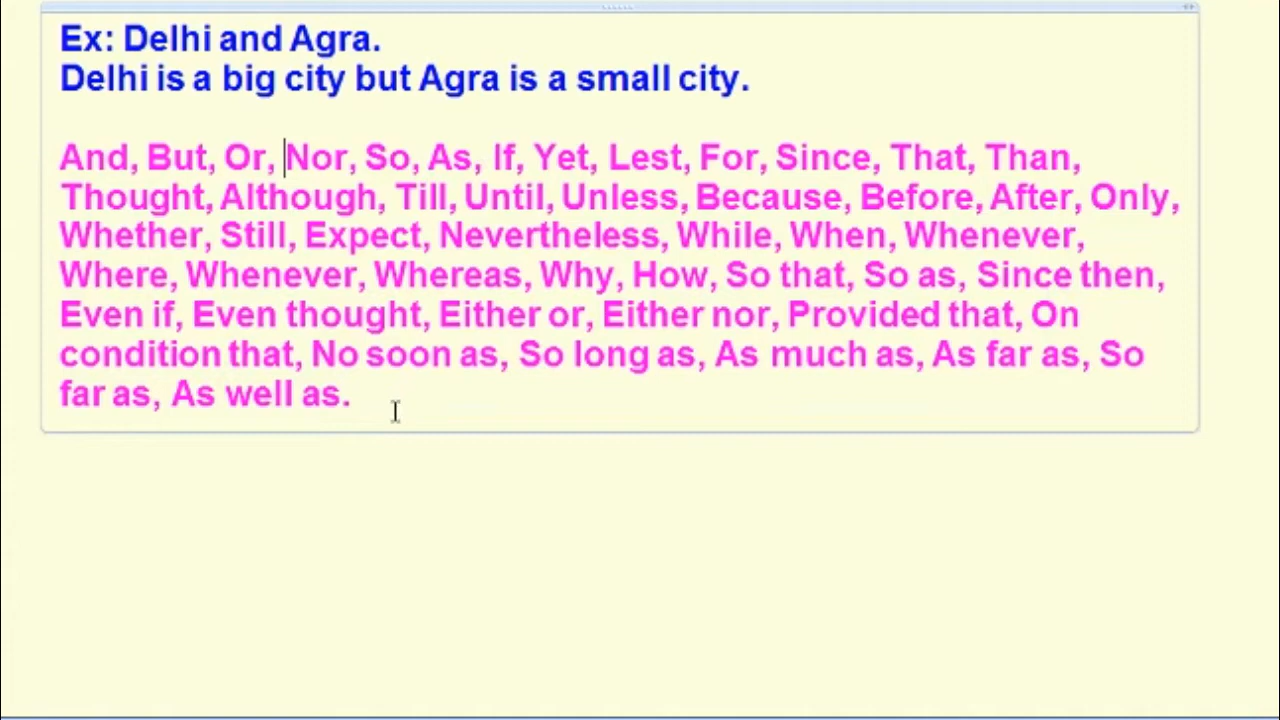 Ex: Delhi and Agra.
Delhi is a big city but Agra is a small city.
And, But, Or, Nor, So, As, If, Yet, Lest, For, Since, That, Than,
Thought, Although, Till, Until, Unless, Because, Before, After, Only,
Whether, Still, Expect, Nevertheless, While, When, Whenever,
Where, Whenever, Whereas, Why, How, So that, So as, Since then,
Even if, Even thought, Either or, Either nor, Provided that, On
condition that, No soon as, So long as, As much as, As far as, So
far as, As well as.